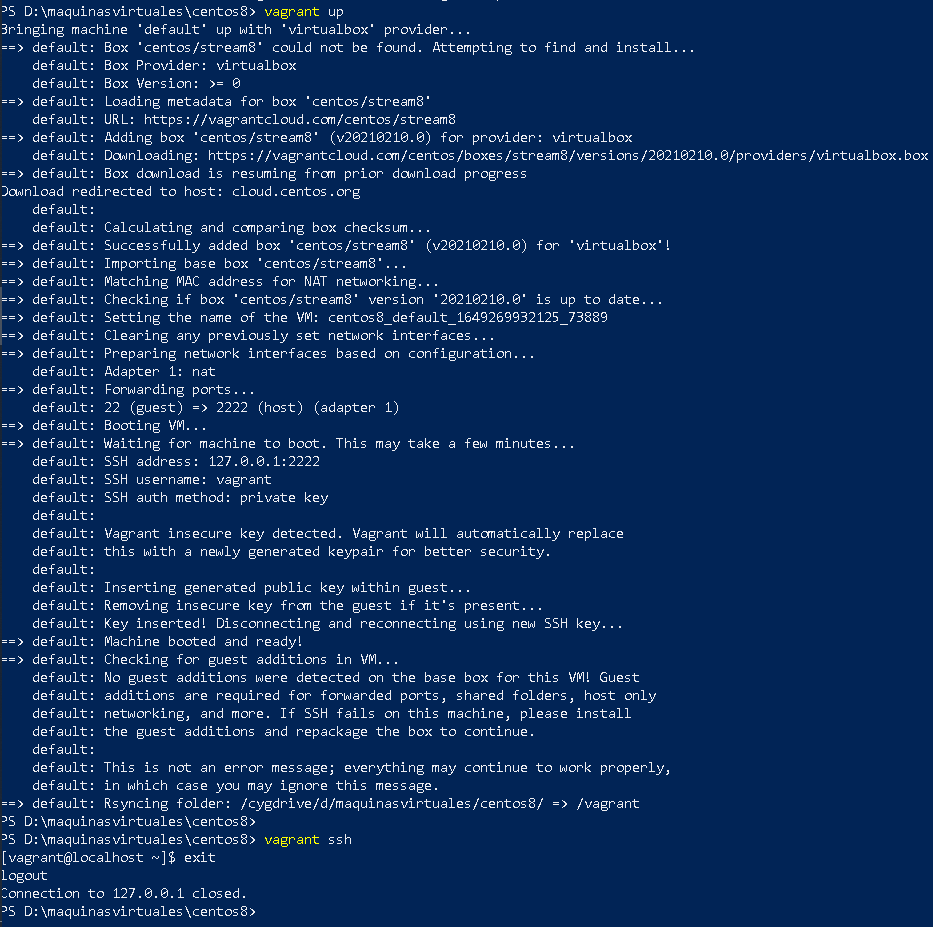 PS D:\maquinasvirtuales\centos8> vagrant up
Bringing machine 'default' up with 'virtualbox' provider...
==> default: Box 'centos/stream8' could not be found. Attempting to find and install...
    default: Box Provider: virtualbox
    default: Box Version: >= 0
==> default: Loading metadata for box 'centos/stream8'
    default: URL: https://vagrantcloud.com/centos/stream8
==> default: Adding box 'centos/stream8' (v20210210.0) for provider: virtualbox
    default: Downloading: https://vagrantcloud.com/centos/boxes/stream8/versions/20210210.0/providers/virtualbox.box
==> default: Box download is resuming from prior download progress
Download redirected to host: cloud.centos.org
    default:
    default: Calculating and comparing box checksum...
==> default: Successfully added box 'centos/stream8' (v20210210.0) for 'virtualbox'!
==> default: Importing base box 'centos/stream8'...
==> default: Matching MAC address for NAT networking...
==> default: Checking if box 'centos/stream8' version '20210210.0' is up to date...
==> default: Setting the name of the VM: centos8_default_1649269932125_73889
==> default: Clearing any previously set network interfaces...
==> default: Preparing network interfaces based on configuration...
    default: Adapter 1: nat
==> default: Forwarding ports...
    default: 22 (guest) => 2222 (host) (adapter 1)
==> default: Booting VM...
==> default: Waiting for machine to boot. This may take a few minutes...
    default: SSH address: 127.0.0.1:2222
    default: SSH username: vagrant
    default: SSH auth method: private key
    default:
    default: Vagrant insecure key detected. Vagrant will automatically replace
    default: this with a newly generated keypair for better security.
    default:
    default: Inserting generated public key within guest...
    default: Removing insecure key from the guest if it's present...
    default: Key inserted! Disconnecting and reconnecting using new SSH key...
==> default: Machine booted and ready!
==> default: Checking for guest additions in VM...
    default: No guest additions were detected on the base box for this VM! Guest
    default: additions are required for forwarded ports, shared folders, host only
    default: networking, and more. If SSH fails on this machine, please install
    default: the guest additions and repackage the box to continue.
    default:
    default: This is not an error message; everything may continue to work properly,
    default: in which case you may ignore this message.
==> default: Rsyncing folder: /cygdrive/d/maquinasvirtuales/centos8/ => /vagrant
PS D:\maquinasvirtuales\centos8>
PS D:\maquinasvirtuales\centos8> vagrant ssh
[vagrant@localhost ~]$ exit
logout
Connection to 127.0.0.1 closed.
PS D:\maquinasvirtuales\centos8>